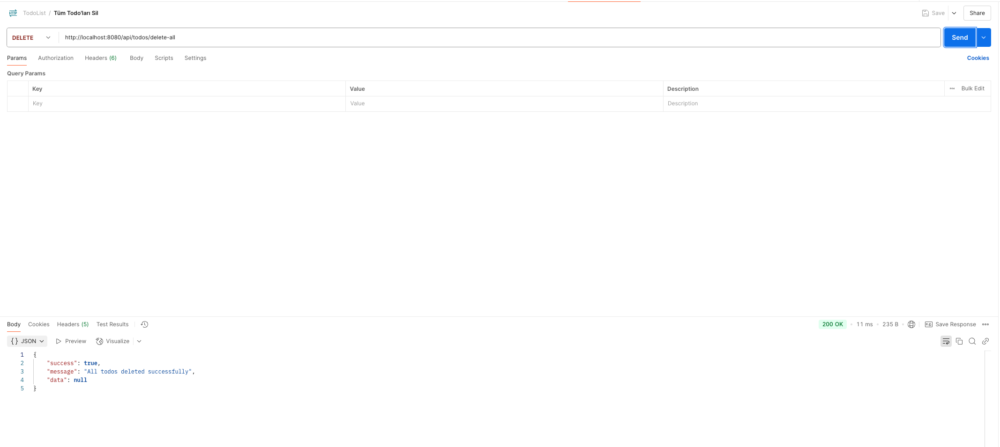 HTTP TodoList / Tüm Todo'ları Sil Save Share
DELETE http://localhost:8080/api/todos/delete-all Send
Params Authorization Headers (6) Body Scripts Settings Cookies
Query Params
Key Value Description Bulk Edit
Key Value Description
Body Cookies Headers (5) Test Results 200 OK • 11 ms • 235 B • e.g. Save Response
{} JSON Preview Visualize
1 {
2 "success": true,
3 "message": "All todos deleted successfully",
4 "data": null
5 }